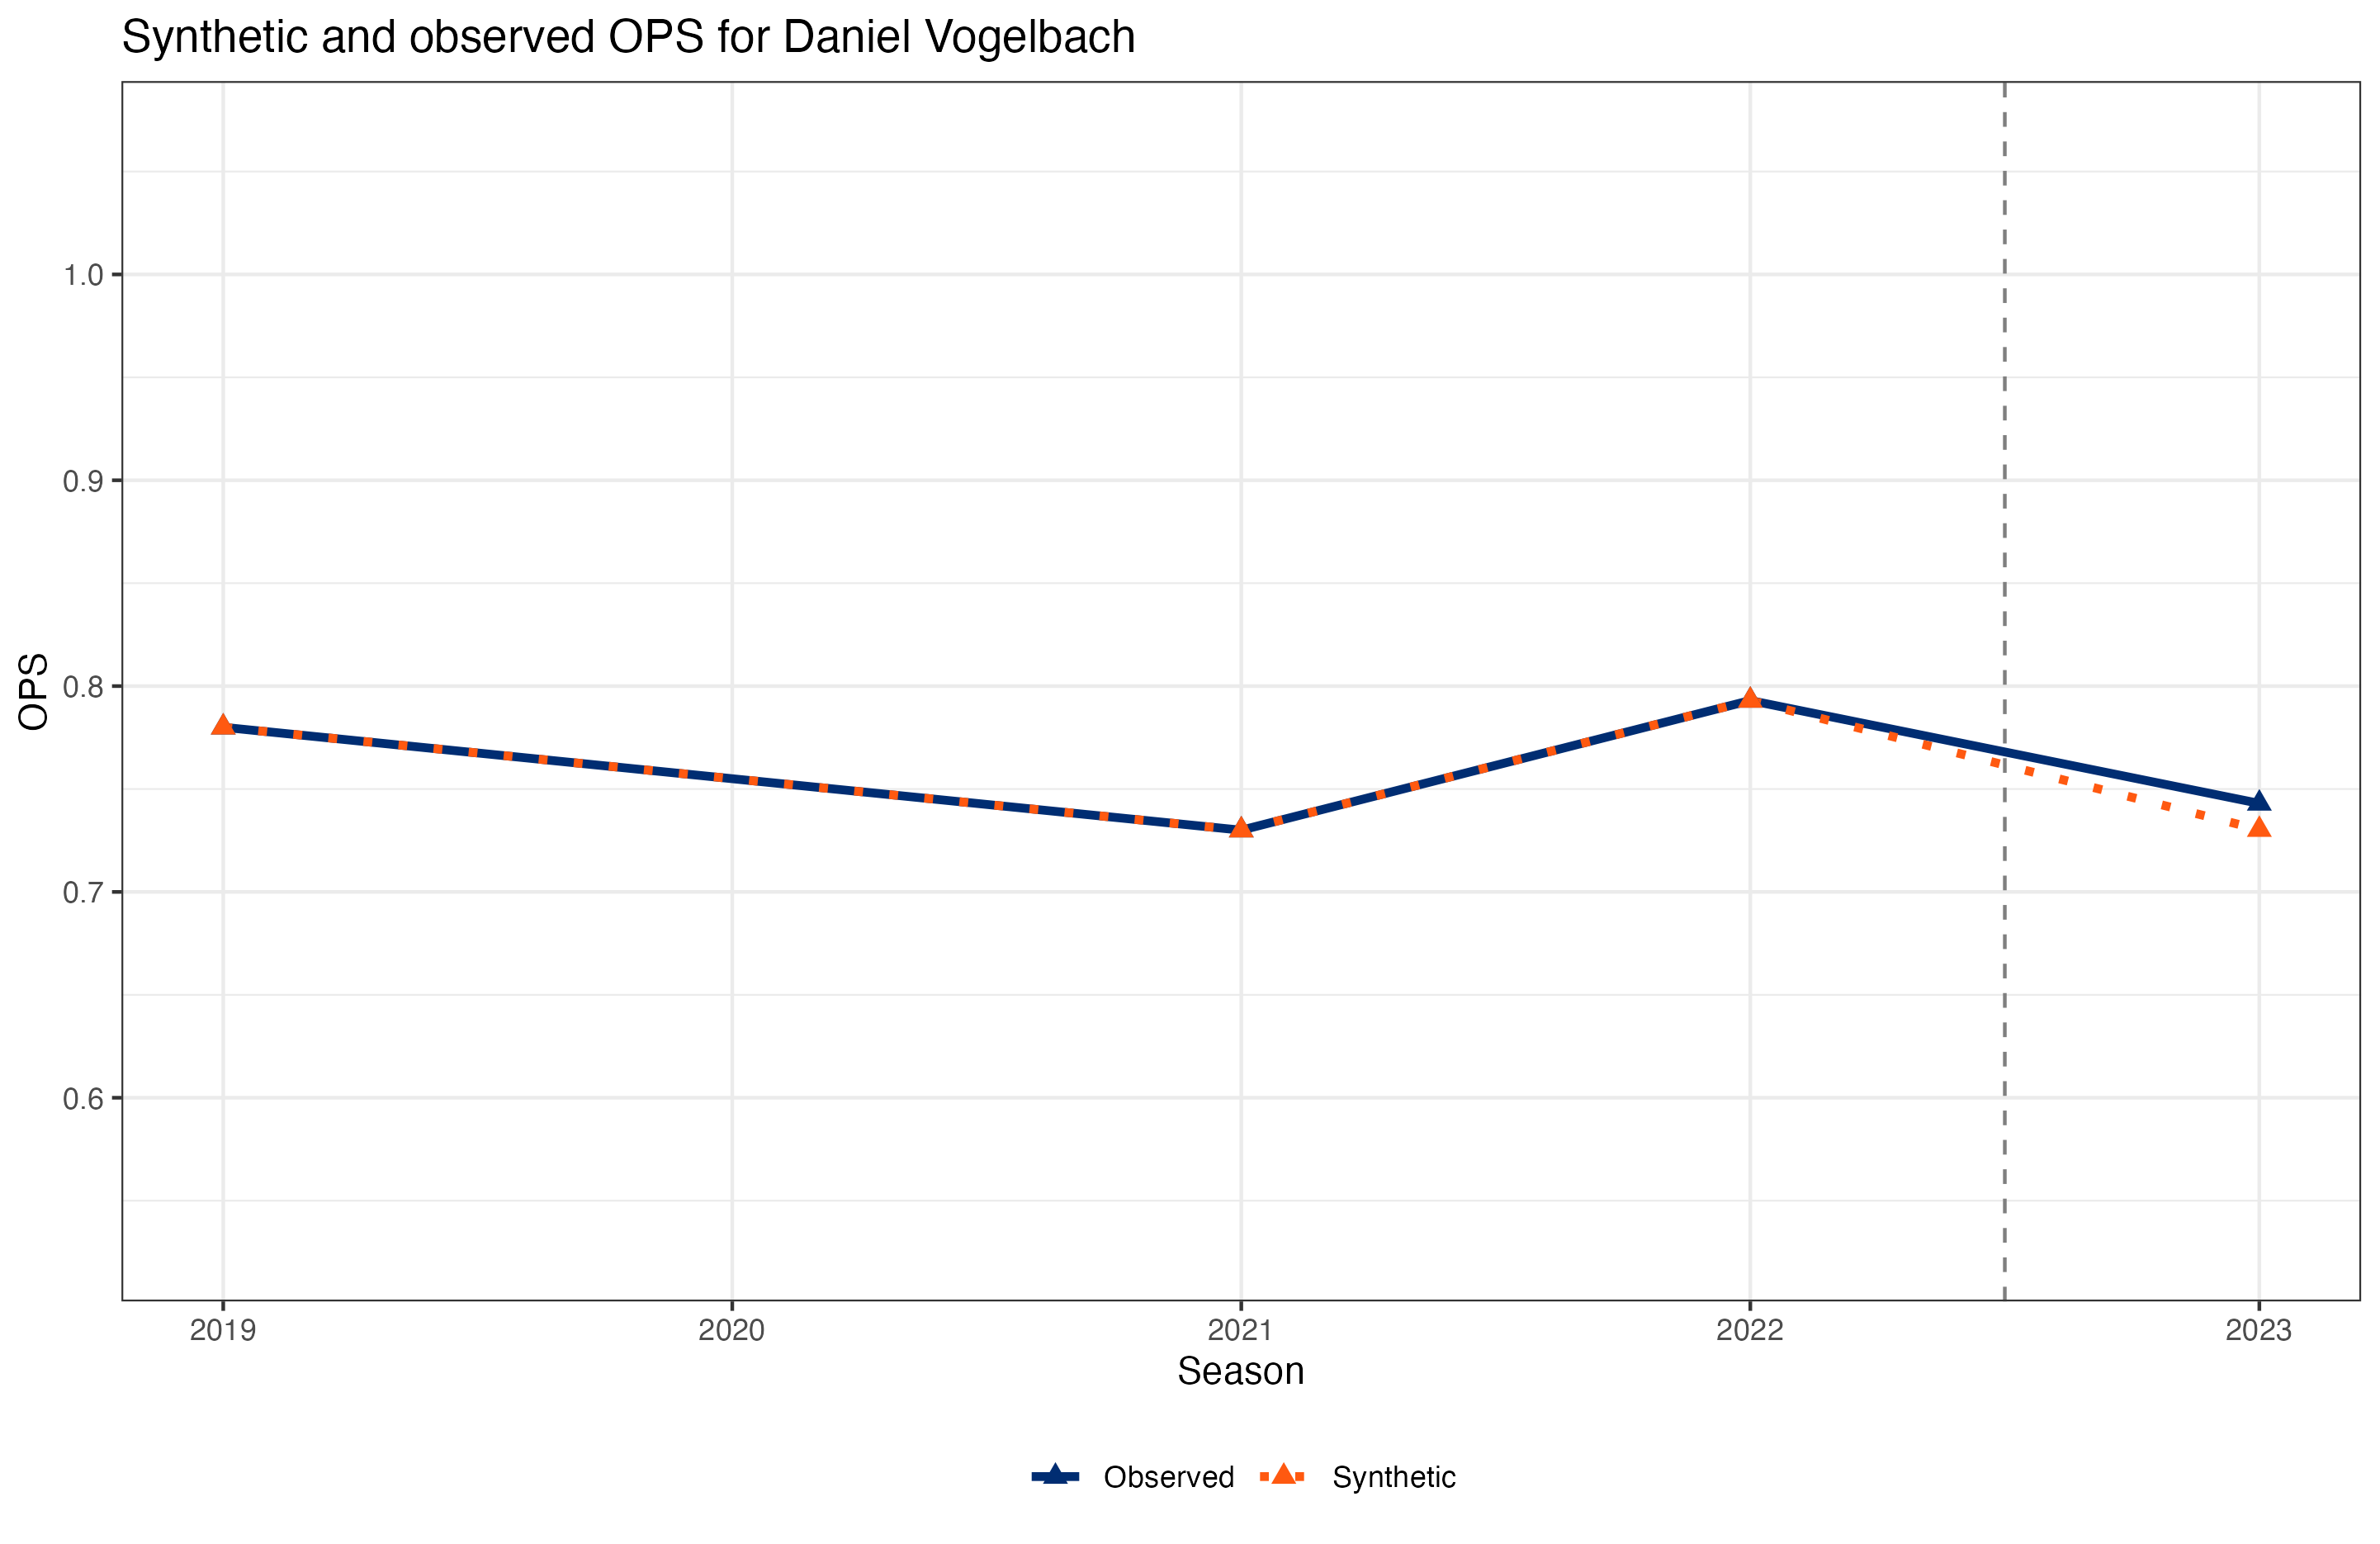 Synthetic and observed OPS for Daniel Vogelbach
1.0
0.9
0.8
0.7
0.6
OPS
2019 2020 2021 2022 2023
Season
Observed Synthetic